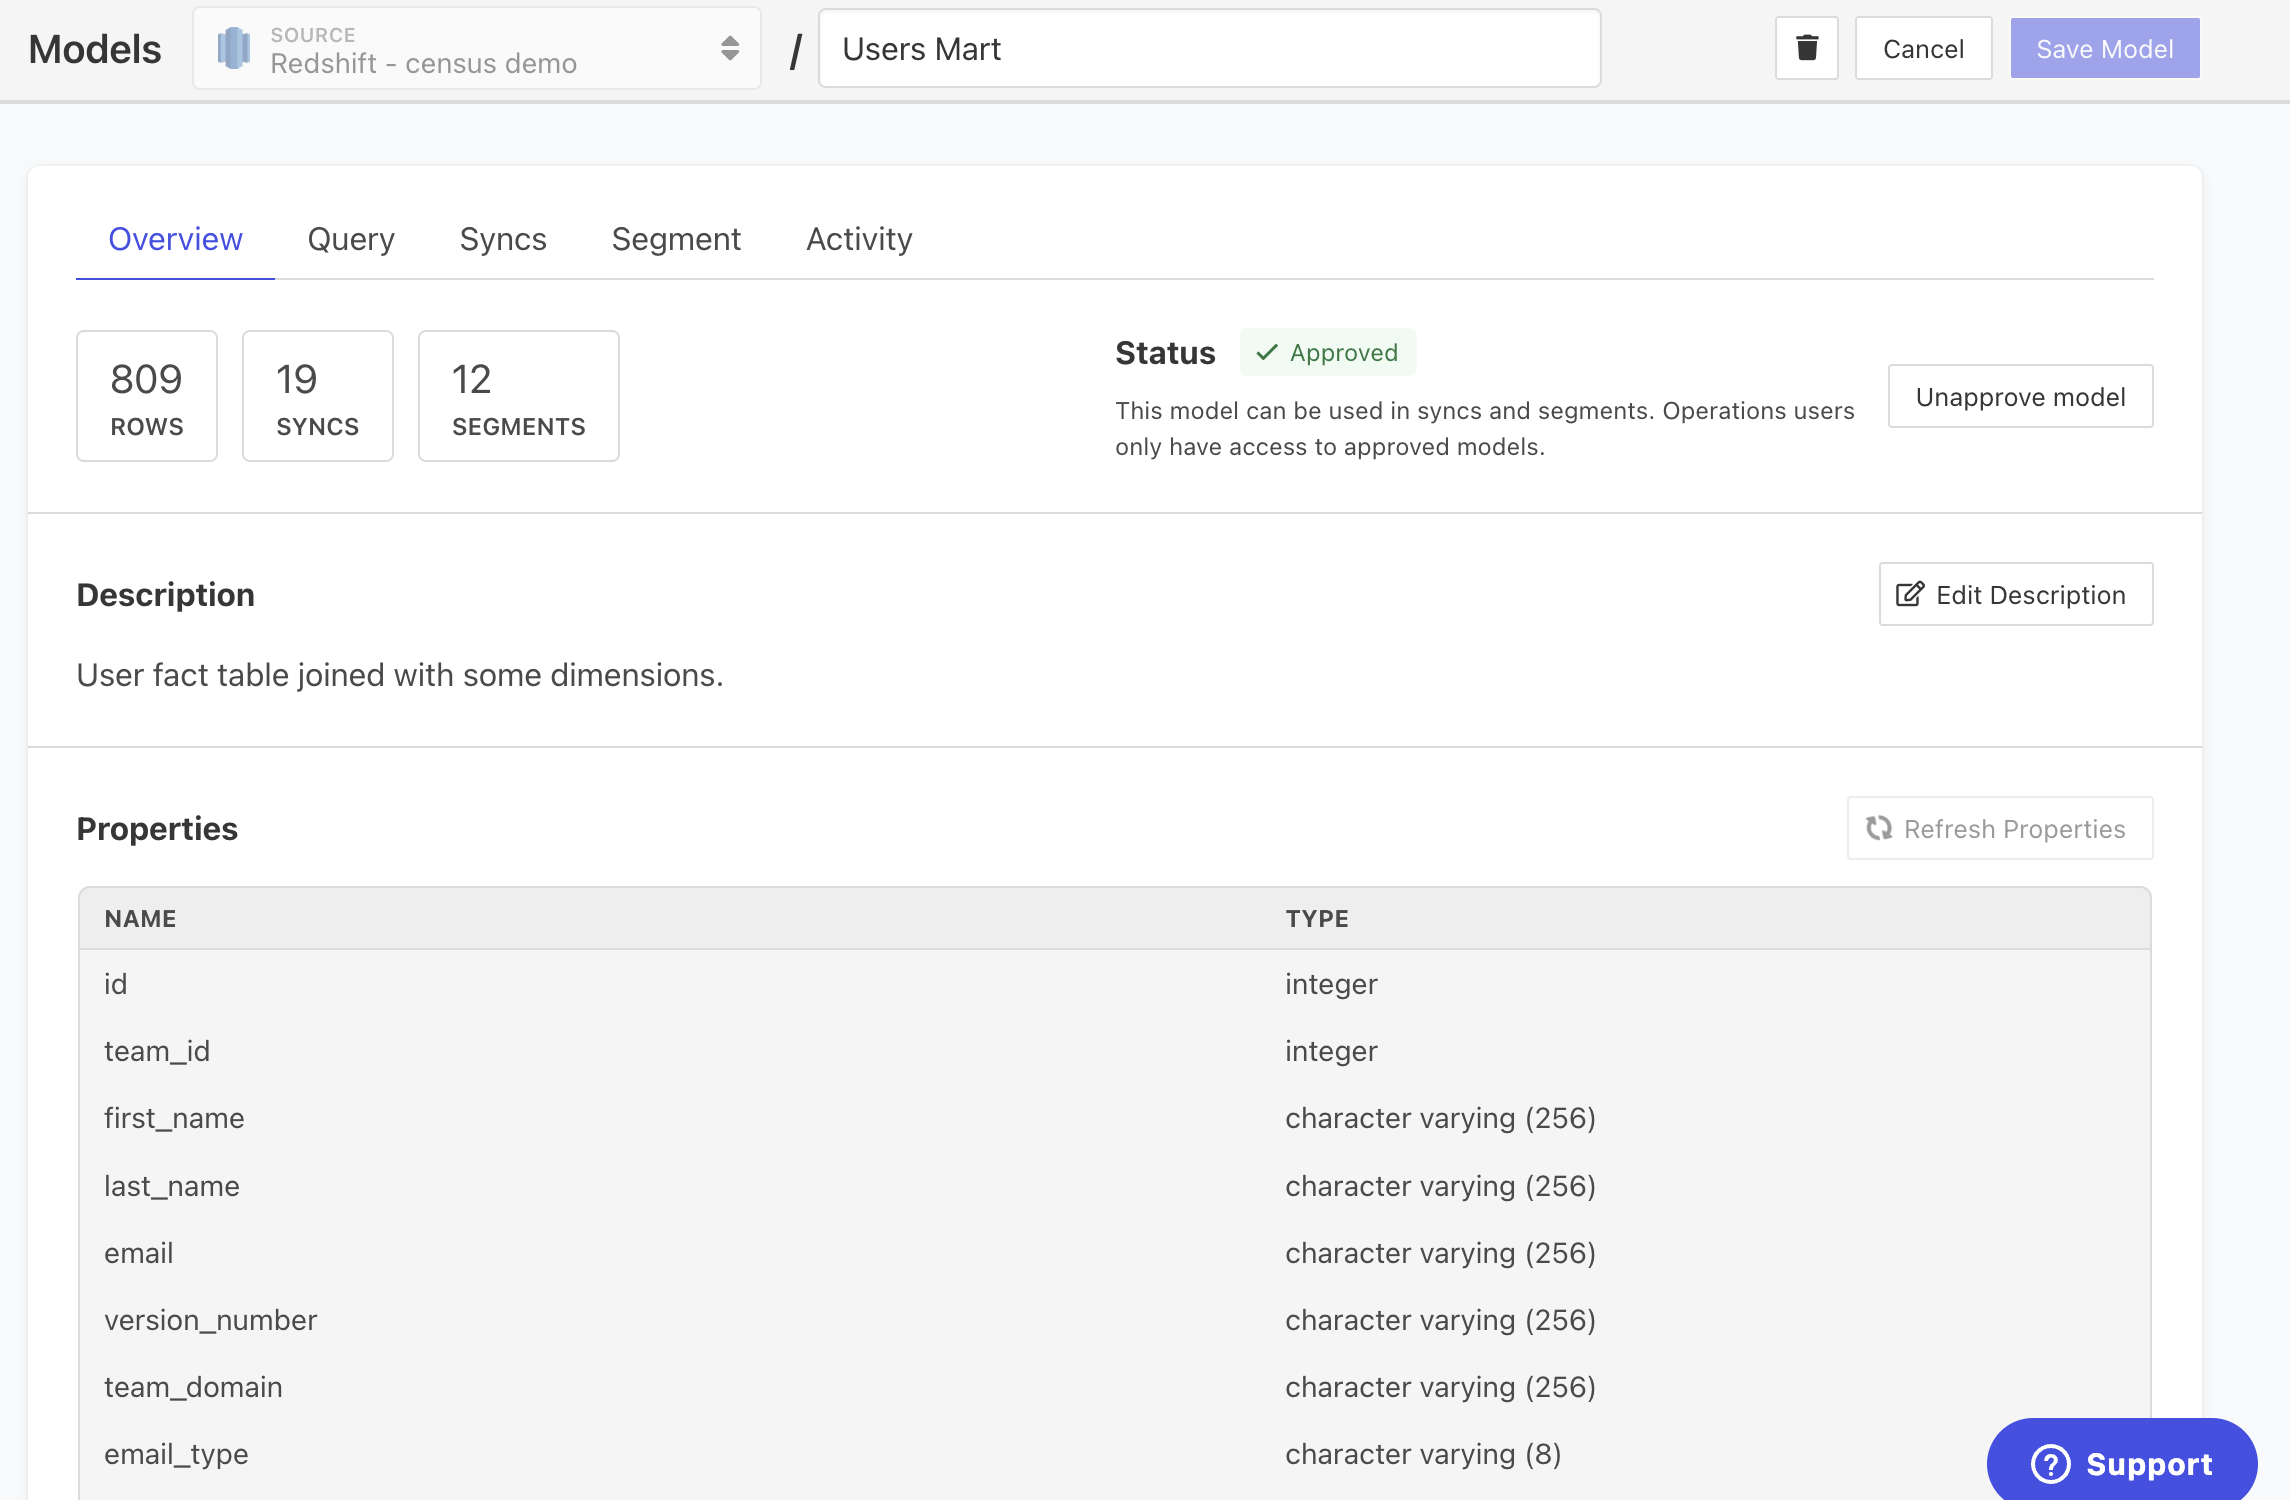 Models
SOURCE
Redshift - census demo
/
Users Mart
Cancel
Save Model
Overview
Query
Syncs
Segment
Activity
809
ROWS
19
SYNCS
12
SEGMENTS
Status
Approved
This model can be used in syncs and segments. Operations users
only have access to approved models.
Unapprove model
Description
Edit Description
User fact table joined with some dimensions.
Properties
Refresh Properties
NAME
TYPE
id
integer
team_id
integer
first_name
character varying (256)
last_name
character varying (256)
email
character varying (256)
version_number
character varying (256)
team_domain
character varying (256)
email_type
character varying (8)
? Support